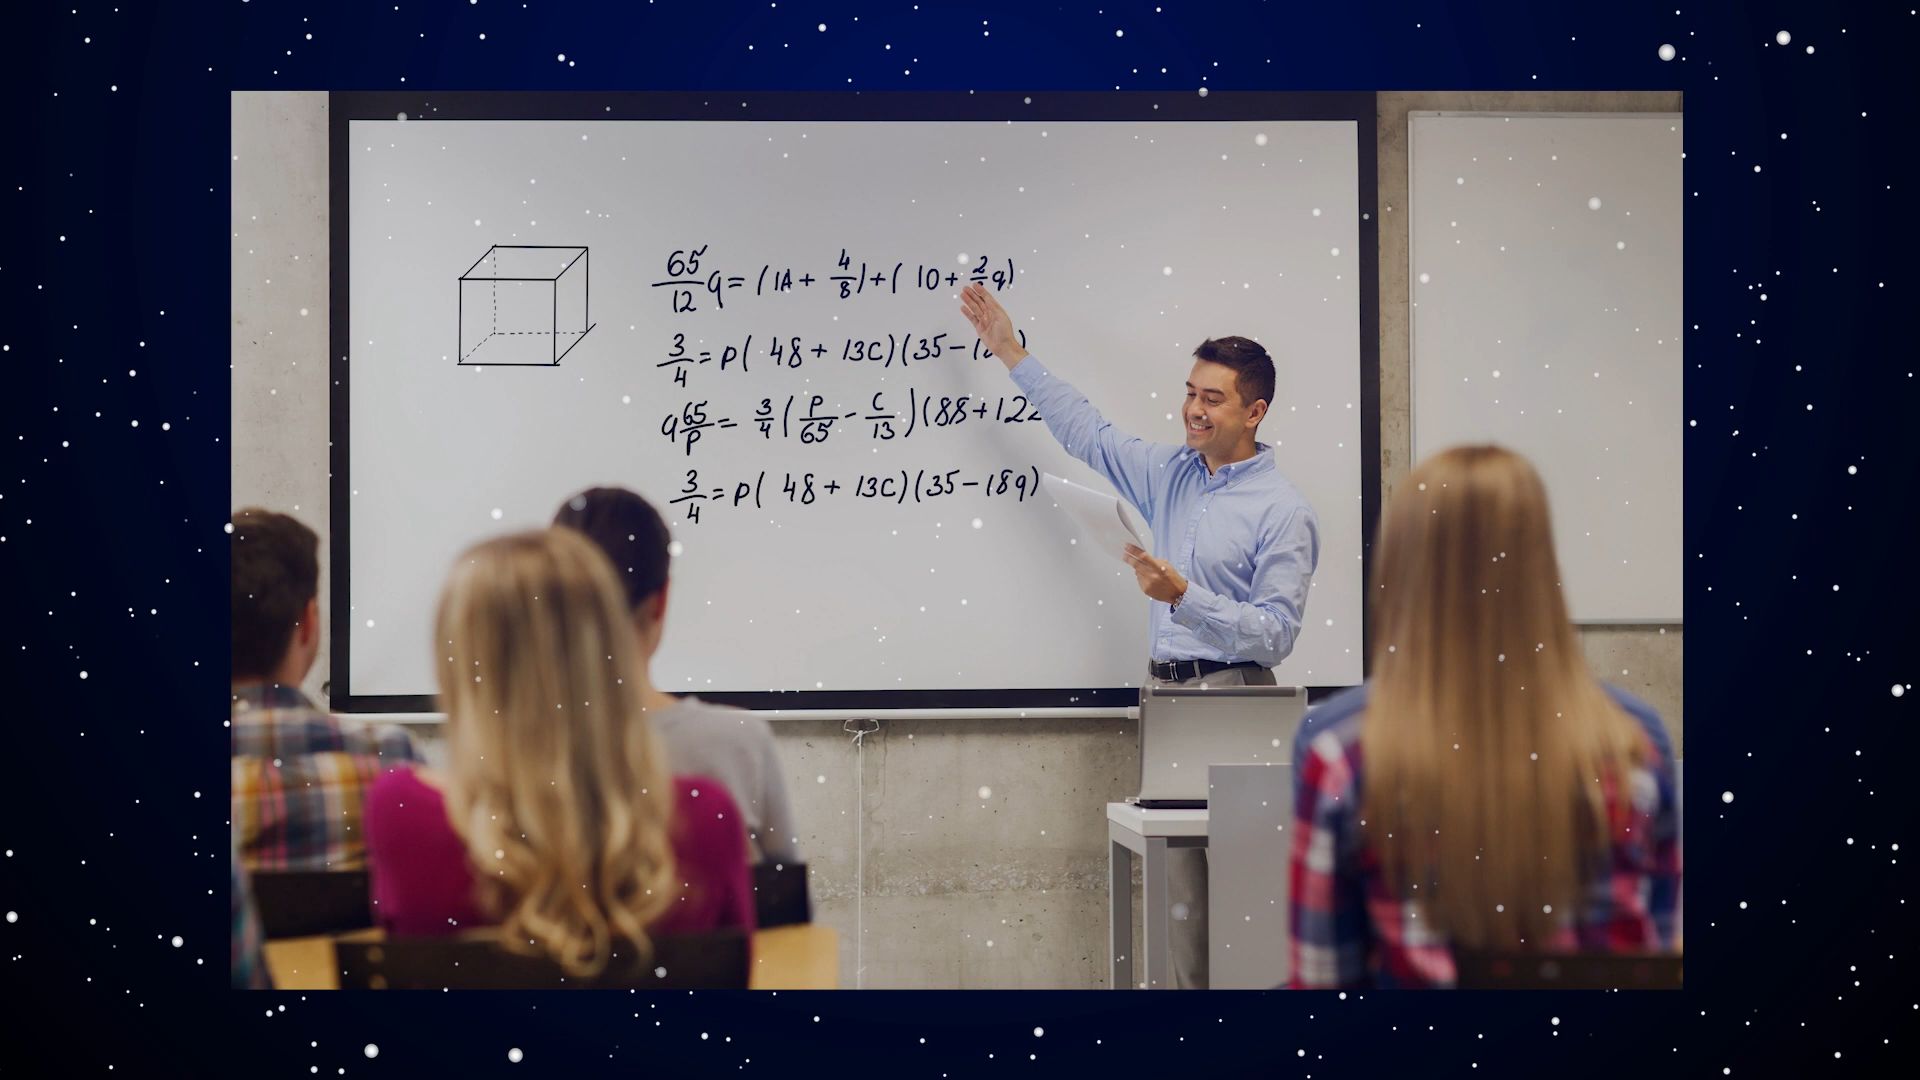 65/12 q = (1A + 4/8) + ( 10 + 2/ q)
3/4 = p( 48 + 13c)(35 - 18 )
q 65/p = 3/4 (p/65 - c/13)(88 + 122
3/4 = p( 48 + 13c)(35 - 18q)